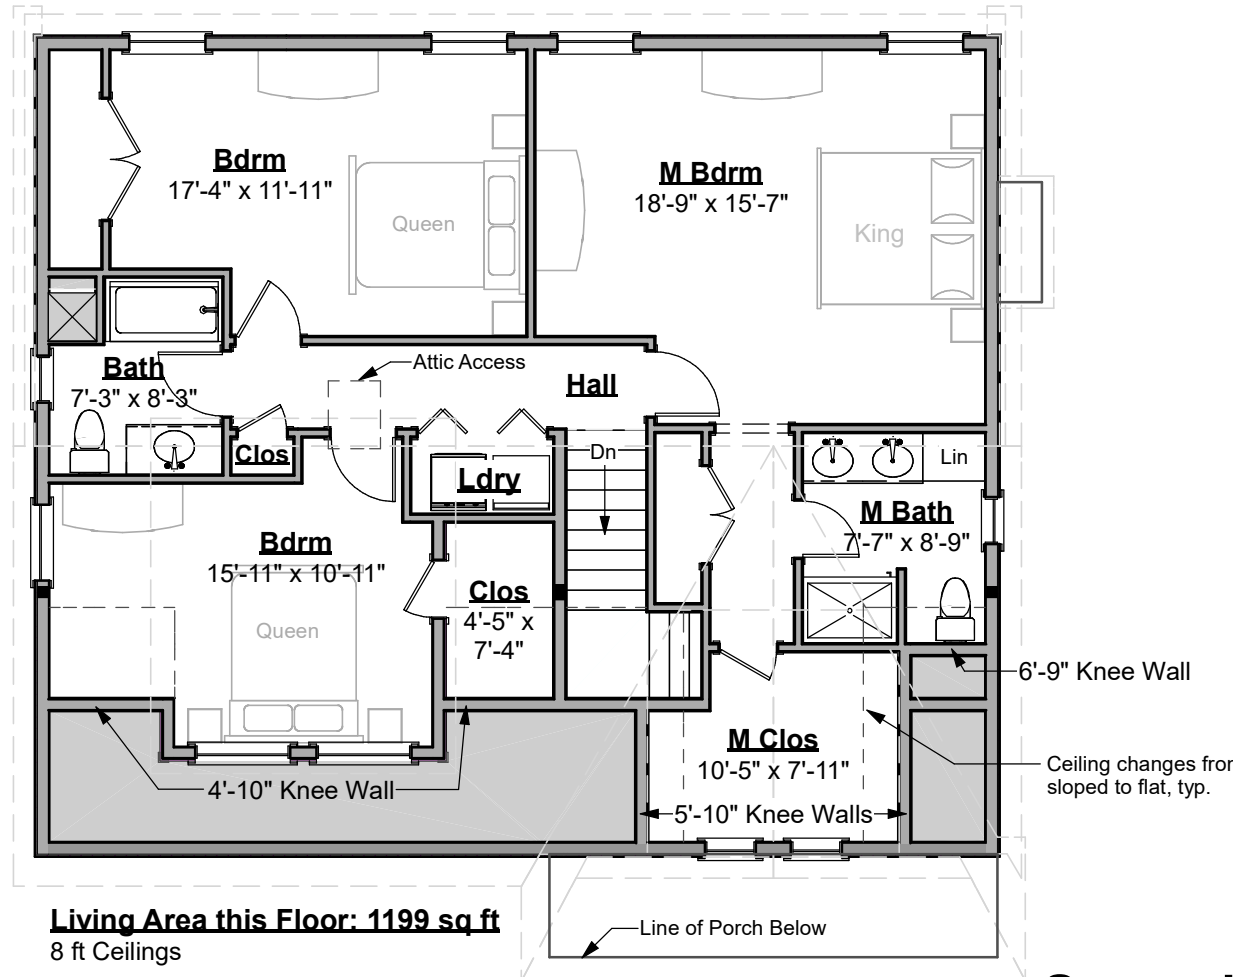 Bdrm
17'-4" x 11'-11"
Queen
M Bdrm
18'-9" x 15'-7"
King
Attic Access
Bath
7'-3" x 8'-3"
Hall
Clos
Ldry
Dn
Lin
M Bath
7'-7" x 8'-9"
Bdrm
15'-11" x 10'-11"
Queen
Clos
4'-5" x
7'-4"
6'-9" Knee Wall
M Clos
10'-5" x 7'-11"
Ceiling changes from
sloped to flat, typ.
4'-10" Knee Wall
5'-10" Knee Walls
Living Area this Floor: 1199 sq ft
8 ft Ceilings
Line of Porch Below